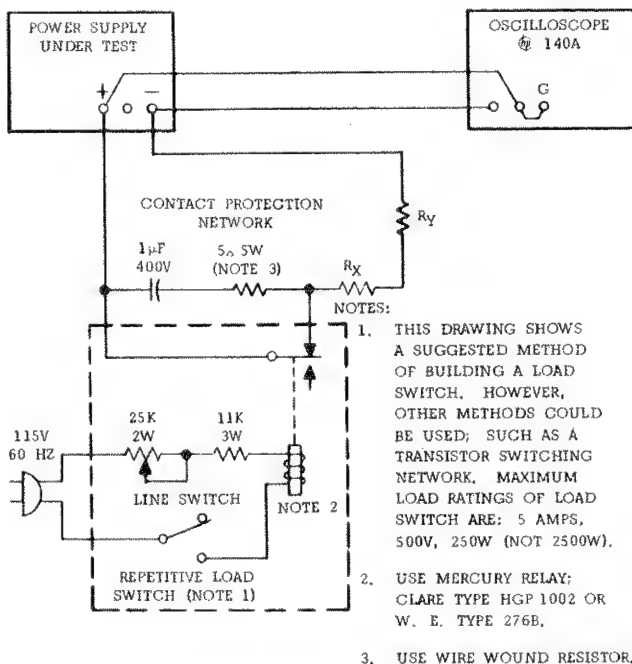 POWER SUPPLY
UNDER TEST
+ −
OSCILLOSCOPE
hp 140A
G
CONTACT PROTECTION
NETWORK
1µF
400V
5Ω 5W
(NOTE 3)
RX
RY
115V
60 HZ
25K
2W
11K
3W
LINE SWITCH
NOTE 2
REPETITIVE LOAD
SWITCH (NOTE 1)
NOTES:
1. THIS DRAWING SHOWS
A SUGGESTED METHOD
OF BUILDING A LOAD
SWITCH. HOWEVER,
OTHER METHODS COULD
BE USED; SUCH AS A
TRANSISTOR SWITCHING
NETWORK. MAXIMUM
LOAD RATINGS OF LOAD
SWITCH ARE: 5 AMPS,
500V, 250W (NOT 2500W).
2. USE MERCURY RELAY;
CLARE TYPE HGP 1002 OR
W. E. TYPE 276B.
3. USE WIRE WOUND RESISTOR.